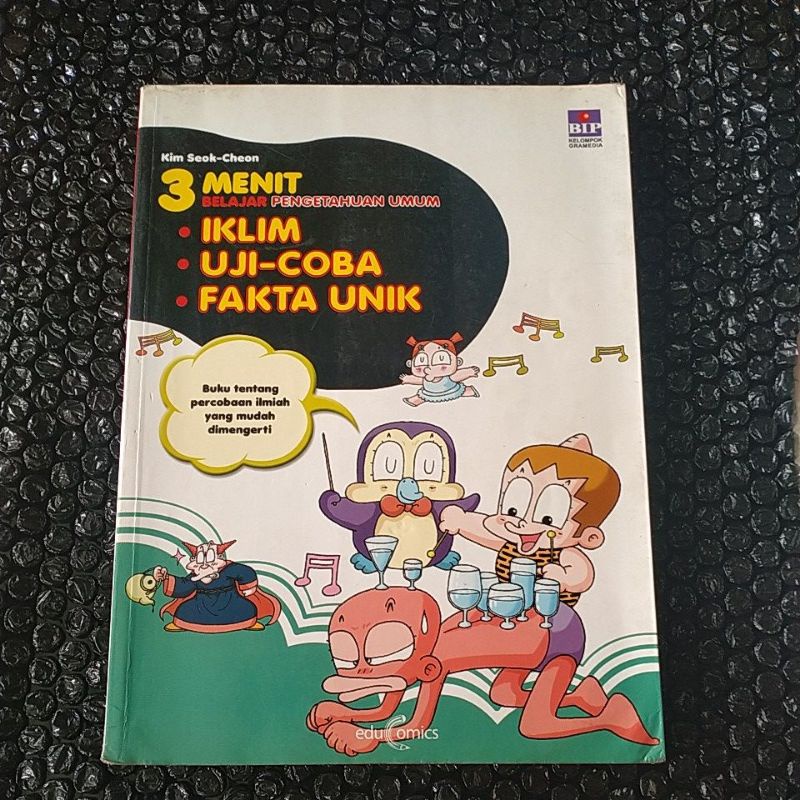 BIP
KELOMPOK
GRAMEDIA
Kim Seok-Cheon
3 MENIT
BELAJAR PENGETAHUAN UMUM
• IKLIM
• UJI-COBA
• FAKTA UNIK
Buku tentang
percobaan ilmiah
yang mudah
dimengerti
educomics